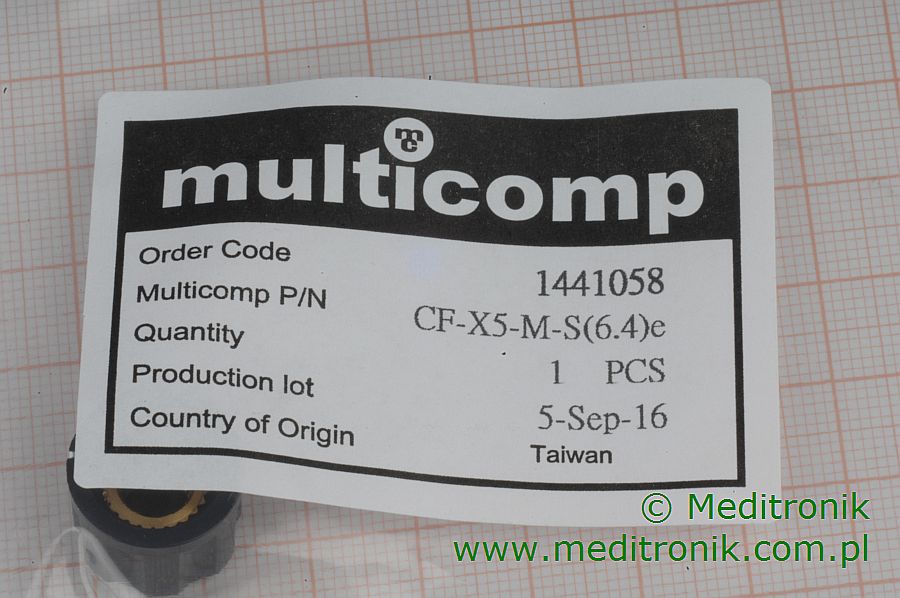 mc
multicomp
Order Code 1441058
Multicomp P/N CF-X5-M-S(6.4)e
Quantity 1 PCS
Production lot 5-Sep-16
Country of Origin Taiwan
© Meditronik
www.meditronik.com.pl